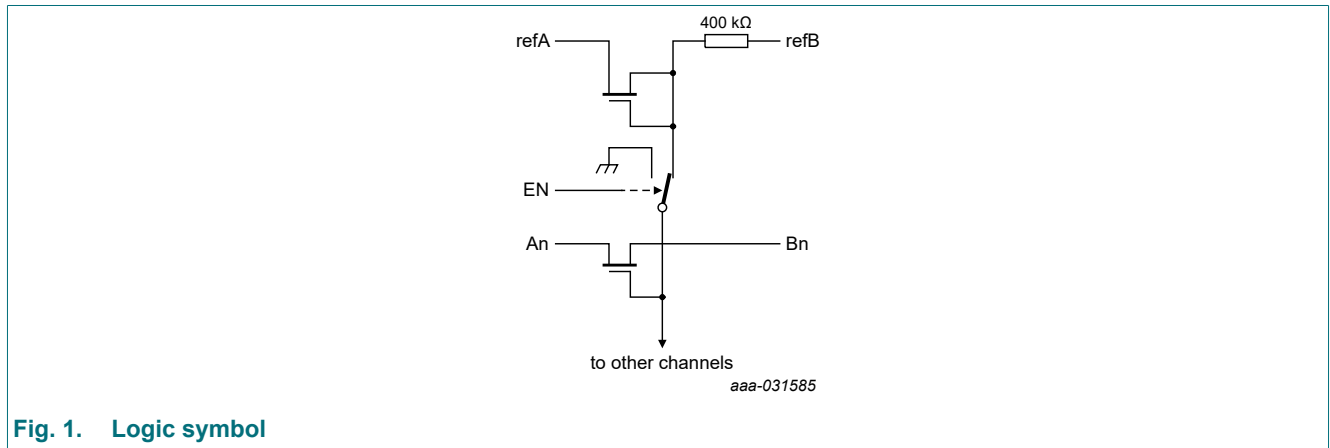 400 kΩ
refA
refB
EN
An
Bn
to other channels
aaa-031585
Fig. 1. Logic symbol